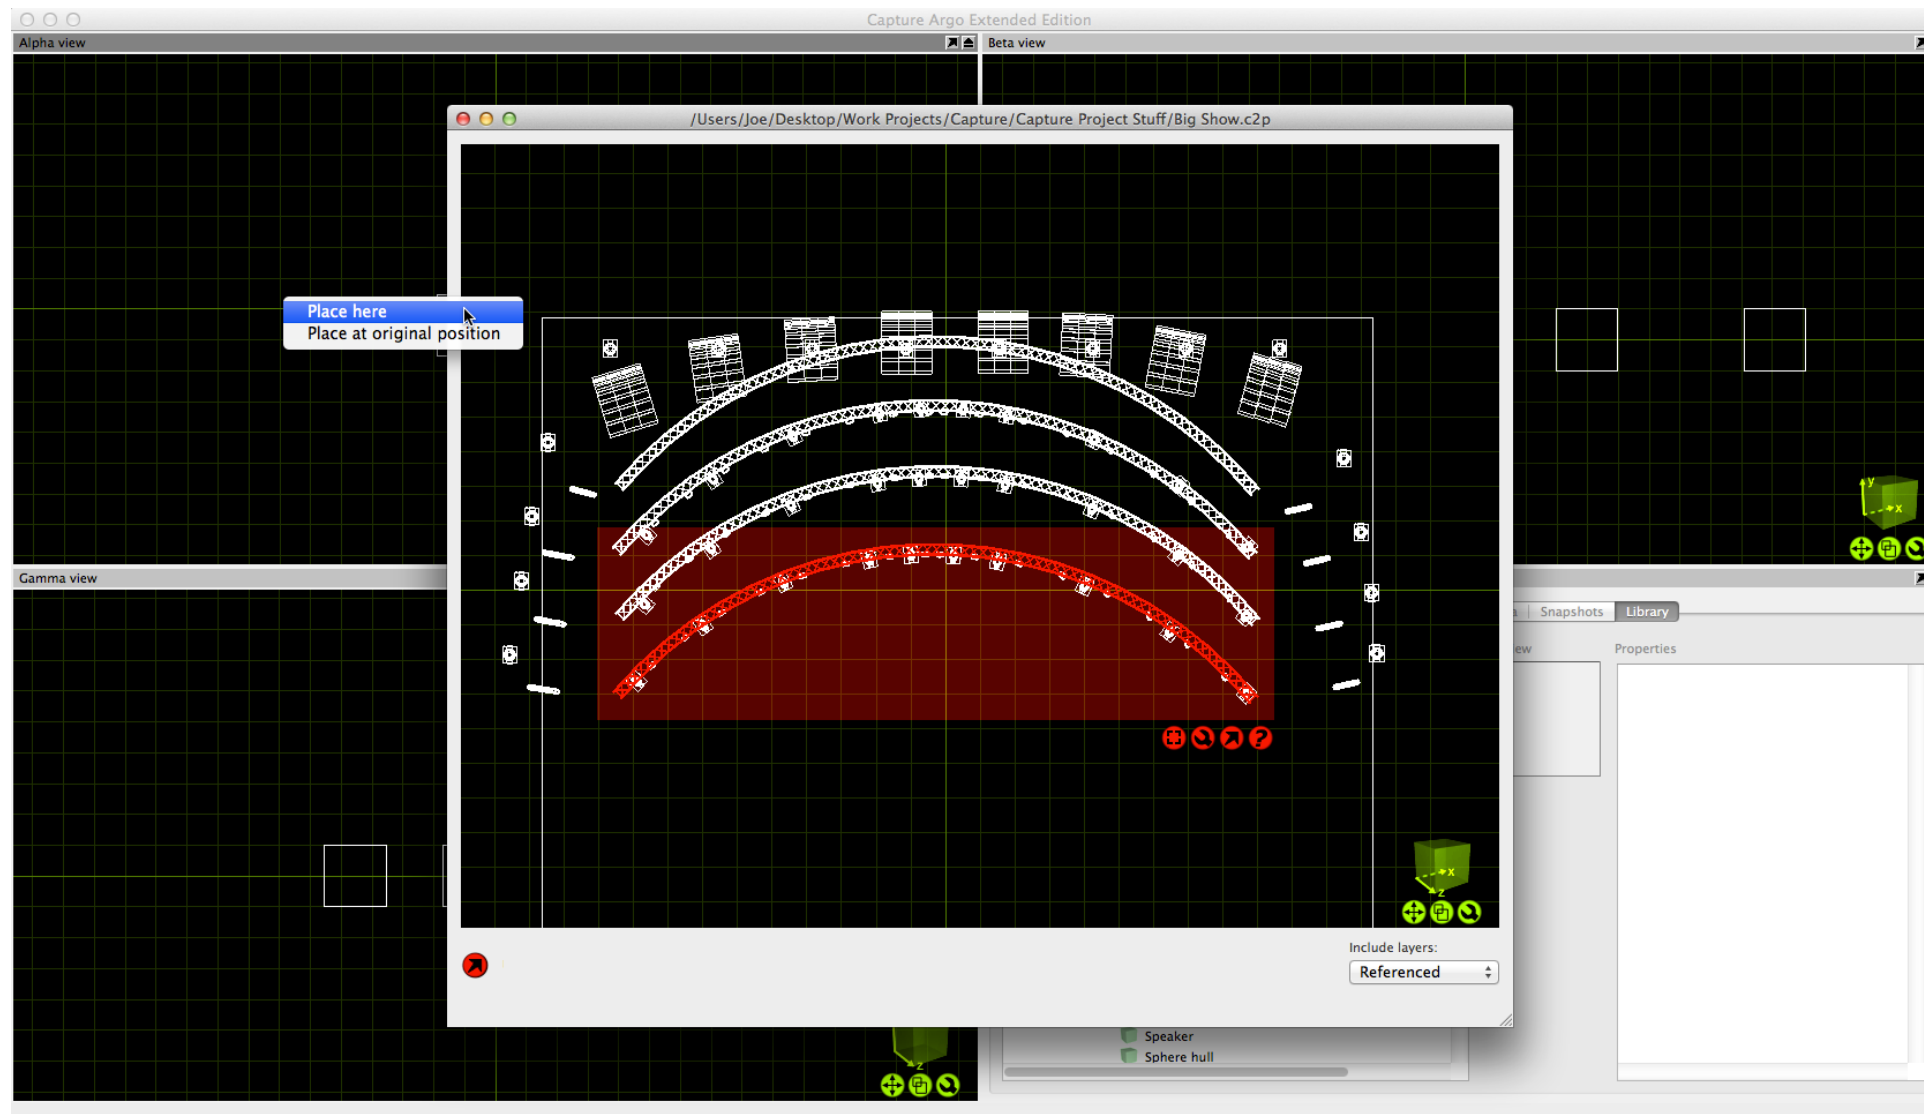 Capture Argo Extended Edition
Alpha view
Beta view
/Users/Joe/Desktop/Work Projects/Capture/Capture Project Stuff/Big Show.c2p
Place here
Place at original position
y
x
Gamma view
Snapshots
Library
Properties
x
z
Include layers:
Referenced
Speaker
Sphere hull
z